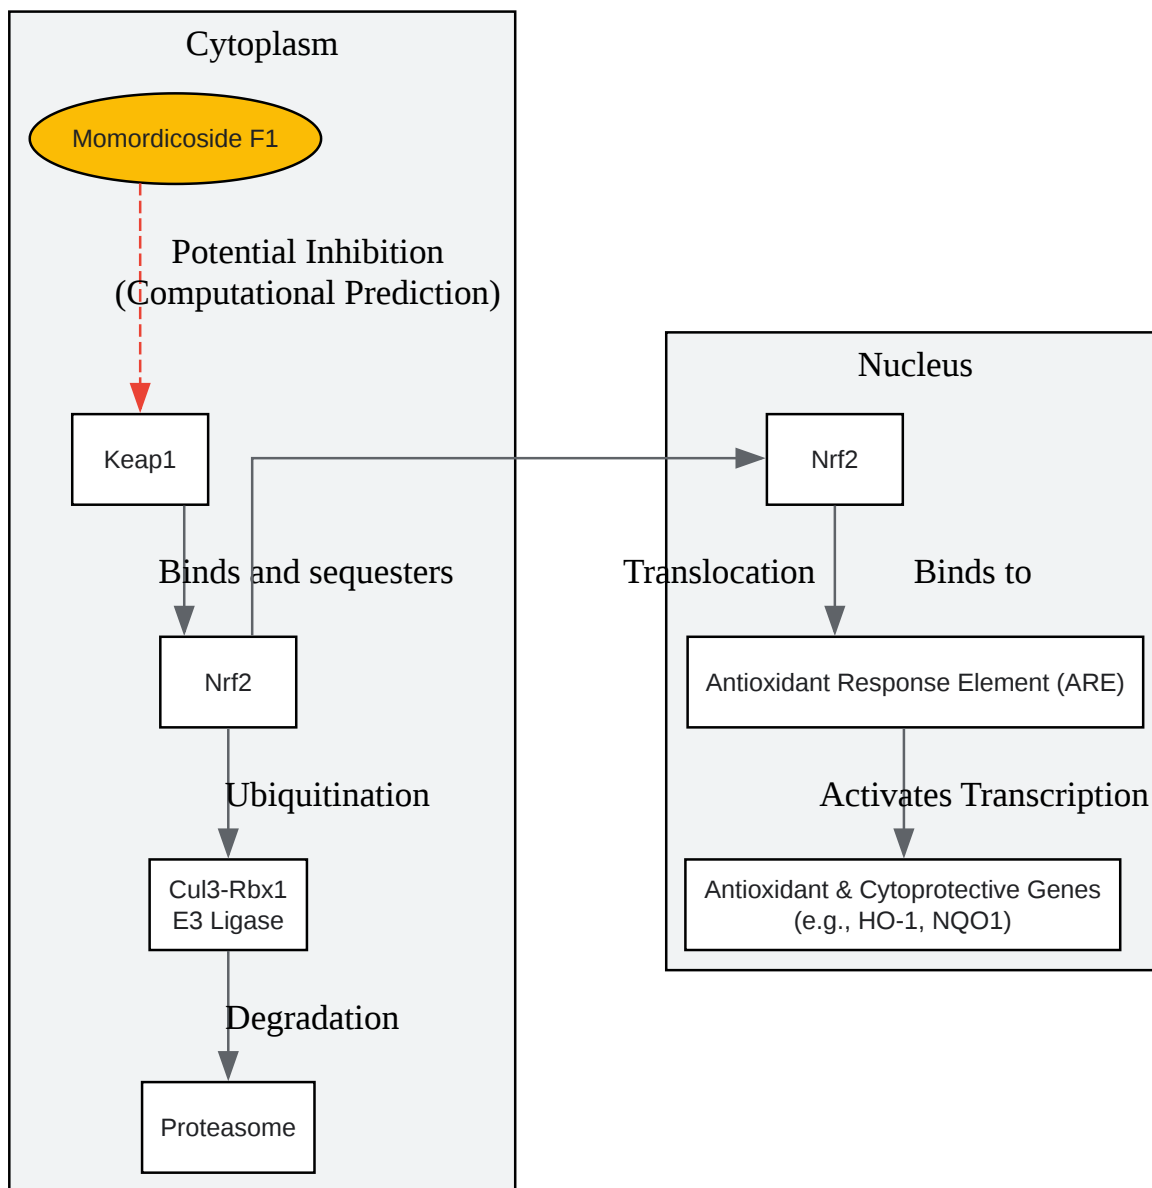 Cytoplasm
Momordicoside F1
Potential Inhibition
(Computational Prediction)
Keap1
Binds and sequesters
Nrf2
Ubiquitination
Cul3-Rbx1
E3 Ligase
Degradation
Proteasome
Nucleus
Nrf2
Translocation
Binds to
Antioxidant Response Element (ARE)
Activates Transcription
Antioxidant & Cytoprotective Genes
(e.g., HO-1, NQO1)